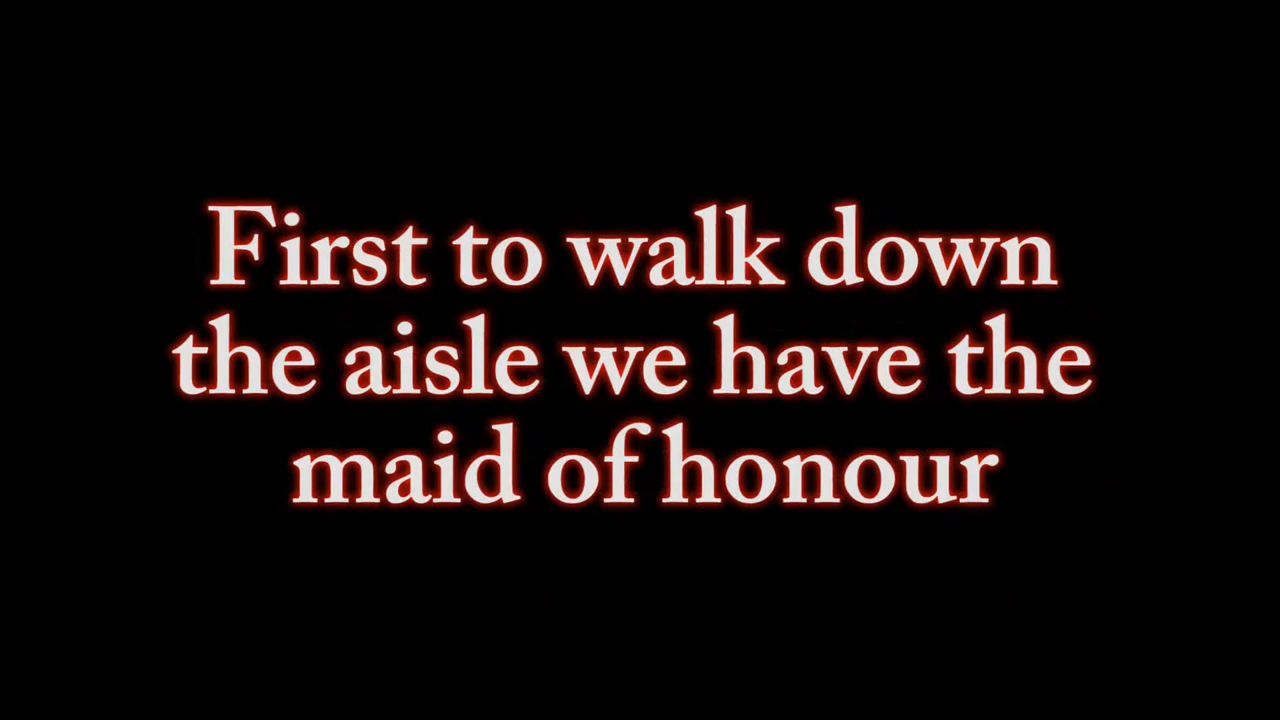 First to walk down
the aisle we have the
maid of honour